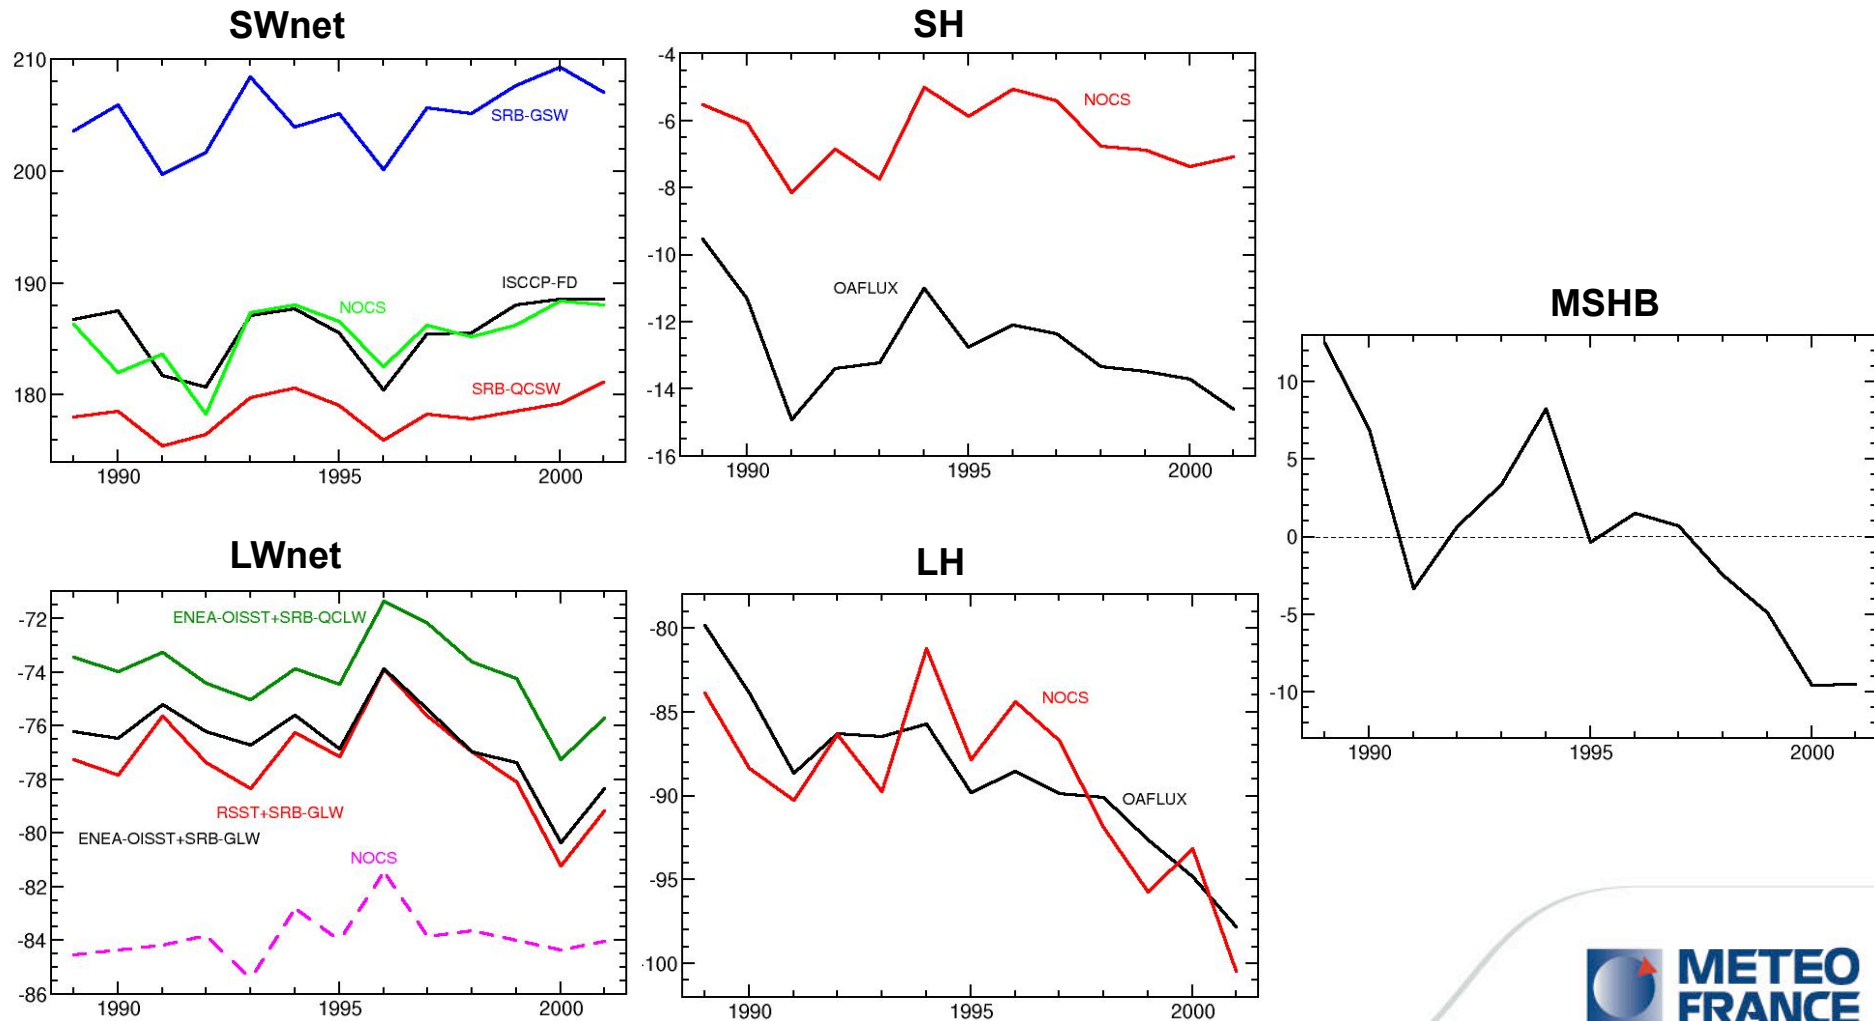 SWnet
210
200
190
180
1990
1995
2000
SRB-GSW
ISCCP-FD
NOCS
SRB-QCSW
SH
-4
-6
-8
-10
-12
-14
-16
1990
1995
2000
NOCS
OAFLUX
MSHB
10
5
0
-5
-10
1990
1995
2000
LWnet
-72
-74
-76
-78
-80
-82
-84
-86
1990
1995
2000
ENEA-OISST+SRB-QCLW
RSST+SRB-GLW
ENEA-OISST+SRB-GLW
NOCS
LH
-80
-85
-90
-95
-100
1990
1995
2000
NOCS
OAFLUX
METEO
FRANCE